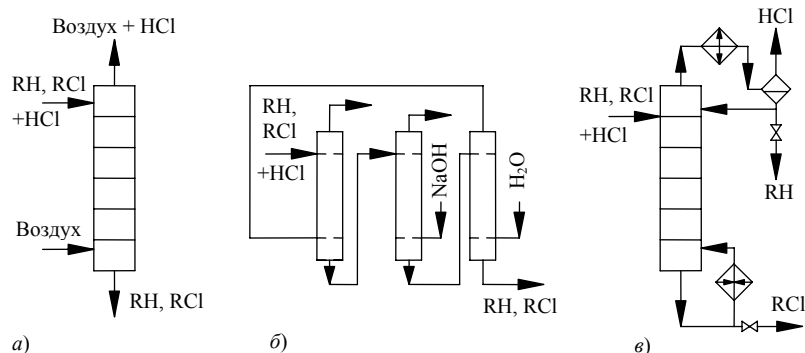 Воздух + HCl
RH, RCl
+HCl
Воздух
RH, RCl
а)
RH,
RCl
+HCl
NaOH
H₂O
RH, RCl
б)
HCl
RH, RCl
+HCl
RH
RCl
в)